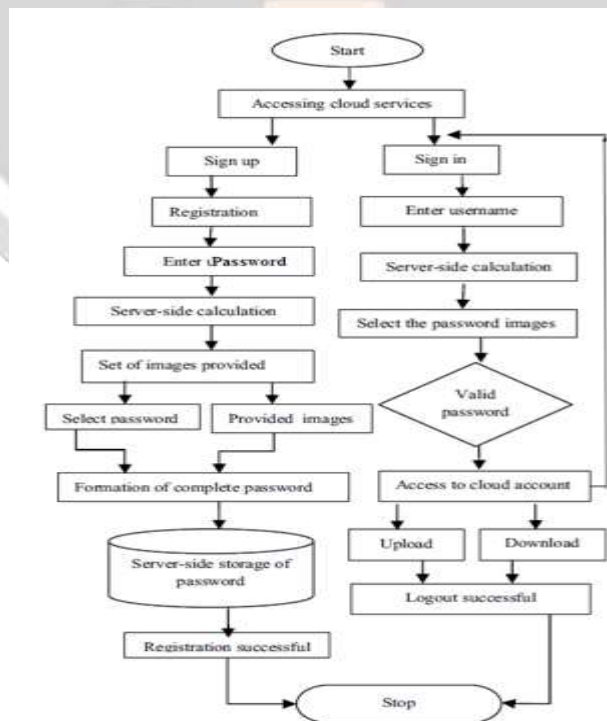 Start
Accessing cloud services
Sign up
Sign in
Registration
Enter username
Enter uPassword
Server-side calculation
Server-side calculation
Select the password images
Set of images provided
Valid
password
Select password
Provided images
Formation of complete password
Access to cloud account
Upload
Download
Server-side storage of
password
Logout successful
Registration successful
Stop